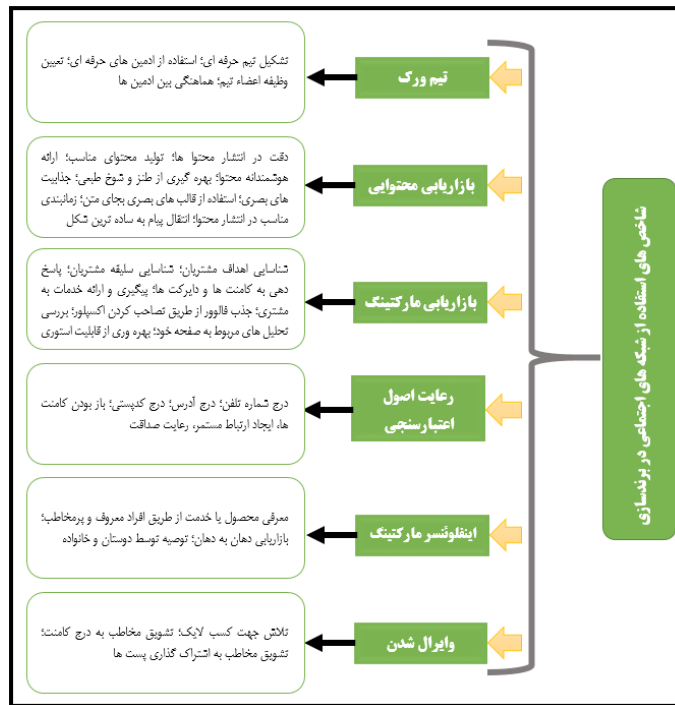 شاخص های استفاده از شبکه های اجتماعی در برندسازی
تیم ورک
تشکیل تیم حرفه ای؛ استفاده از ادمین های حرفه ای؛ تعیین
وظیفه اعضاء تیم؛ هماهنگی بین ادمین ها
بازاریابی محتوایی
دقت در انتشار محتوا ها؛ تولید محتوای مناسب؛ ارائه
هوشمندانه محتوا؛ بهره گیری از طنز و شوخ طبعی؛ جذابیت
های بصری؛ استفاده از قالب های بصری بجای متن؛ زمانبندی
مناسب در انتشار محتوا؛ انتقال پیام به ساده ترین شکل
بازاریابی مارکتینگ
شناسایی اهداف مشتریان؛ شناسایی سلیقه مشتریان؛ پاسخ
دهی به کامنت ها و دایرکت ها؛ پیگیری و ارائه خدمات به
مشتری؛ جذب فالوور از طریق تصاحب کردن اکسپلور؛ بررسی
تحلیل های مربوط به صفحه خود؛ بهره وری از قابلیت استوری
رعایت اصول
اعتبارسنجی
درج شماره تلفن؛ درج آدرس؛ درج کدپستی؛ باز بودن کامنت
ها، ایجاد ارتباط مستمر، رعایت صداقت
اینفلوئنسر مارکتینگ
معرفی محصول یا خدمت از طریق افراد معروف و پرمخاطب؛
بازاریابی دهان به دهان؛ توصیه توسط دوستان و خانواده
وایرال شدن
تلاش جهت کسب لایک؛ تشویق مخاطب به درج کامنت؛
تشویق مخاطب به اشتراک گذاری پست ها